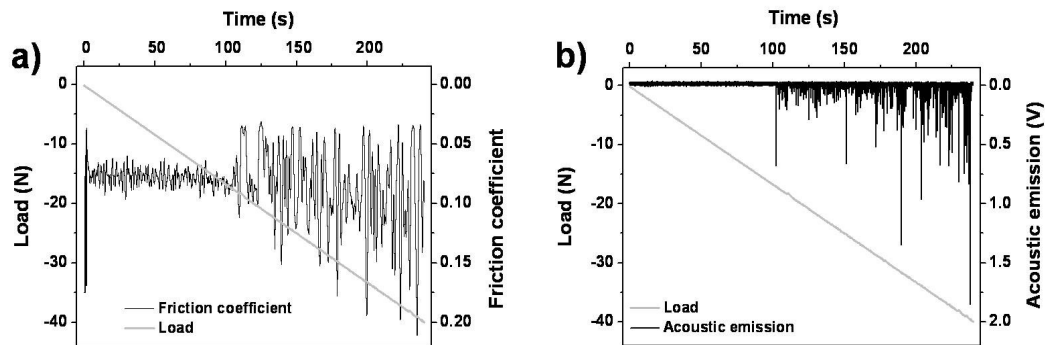 a)
Time (s)
0 50 100 150 200
Load (N)
0
-10
-20
-30
-40
Friction coefficient
0.00
0.05
0.10
0.15
0.20
Friction coefficient
Load
b)
Time (s)
0 50 100 150 200
Load (N)
0
-10
-20
-30
-40
Acoustic emission (V)
0.0
0.5
1.0
1.5
2.0
Load
Acoustic emission